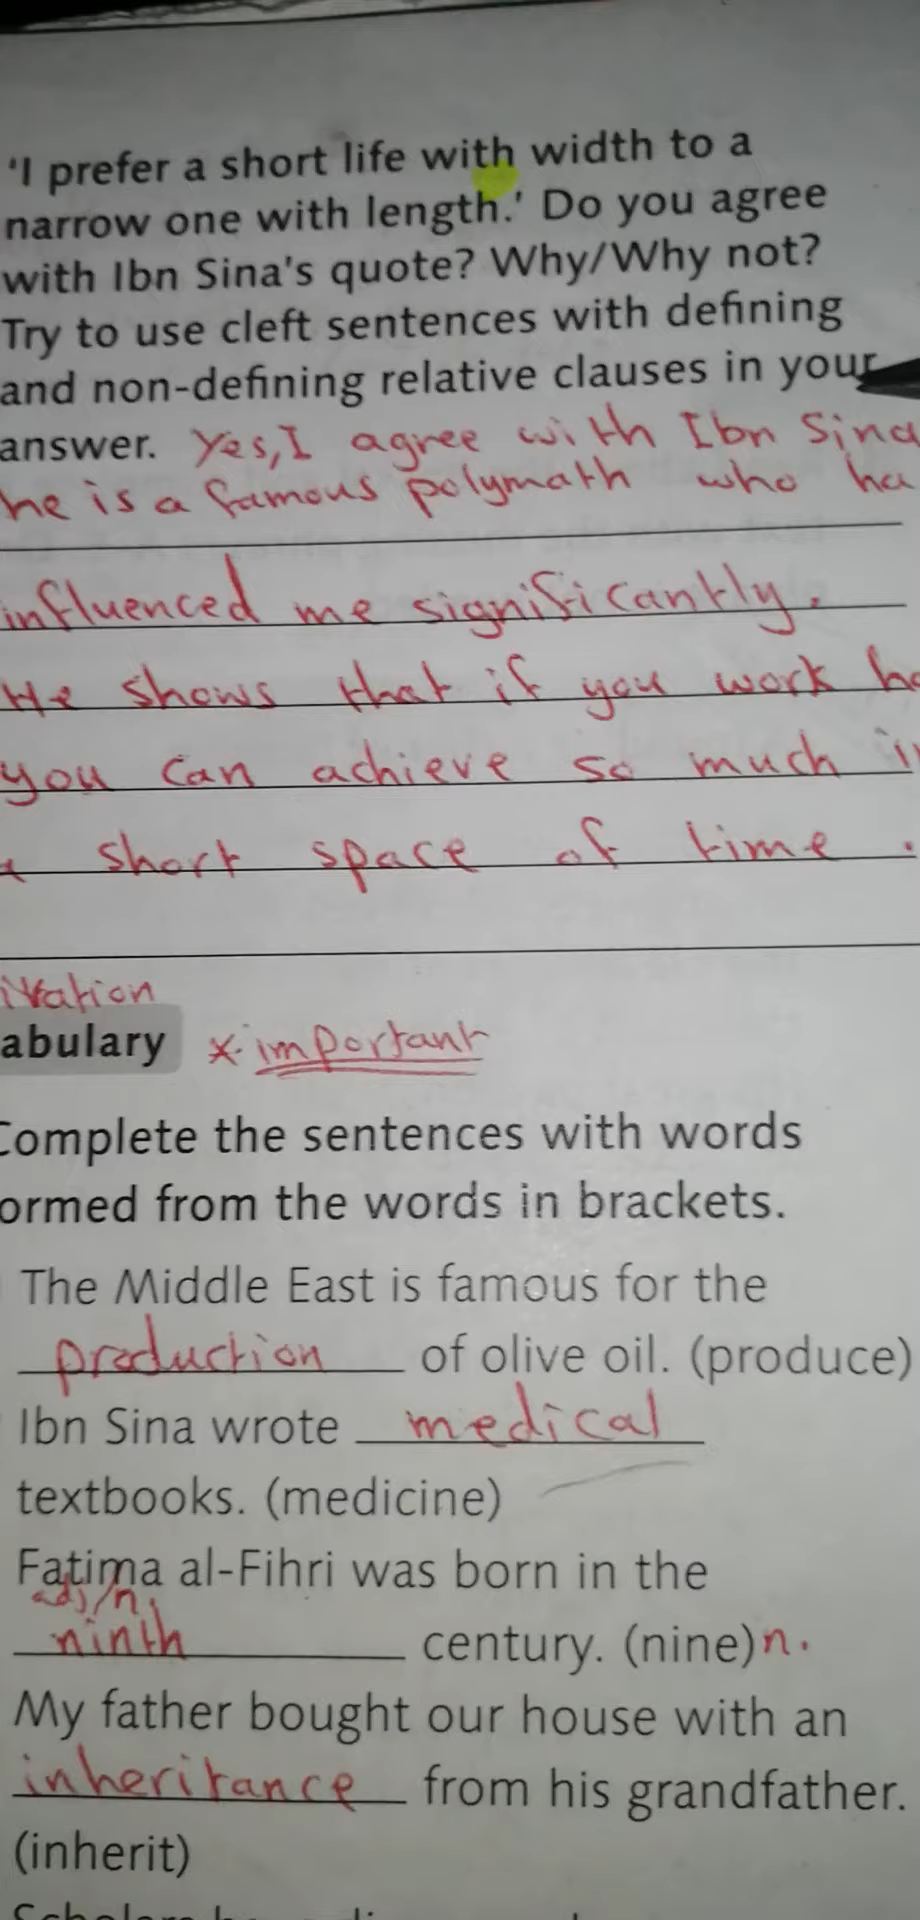 'I prefer a short life with width to a
narrow one with length.' Do you agree
with Ibn Sina's quote? Why/Why not?
Try to use cleft sentences with defining
and non-defining relative clauses in your
answer. Yes, I agree with Ibn Sina
he is a famous polymath who ha
influenced me significantly.
He shows that if you work ha
you can achieve so much in
a short space of time.
abulary × important
Complete the sentences with words
ormed from the words in brackets.
The Middle East is famous for the
production of olive oil. (produce)
Ibn Sina wrote medical
textbooks. (medicine)
Fatima al-Fihri was born in the
adj/n.
ninth century. (nine) n.
My father bought our house with an
inheritance from his grandfather.
(inherit)